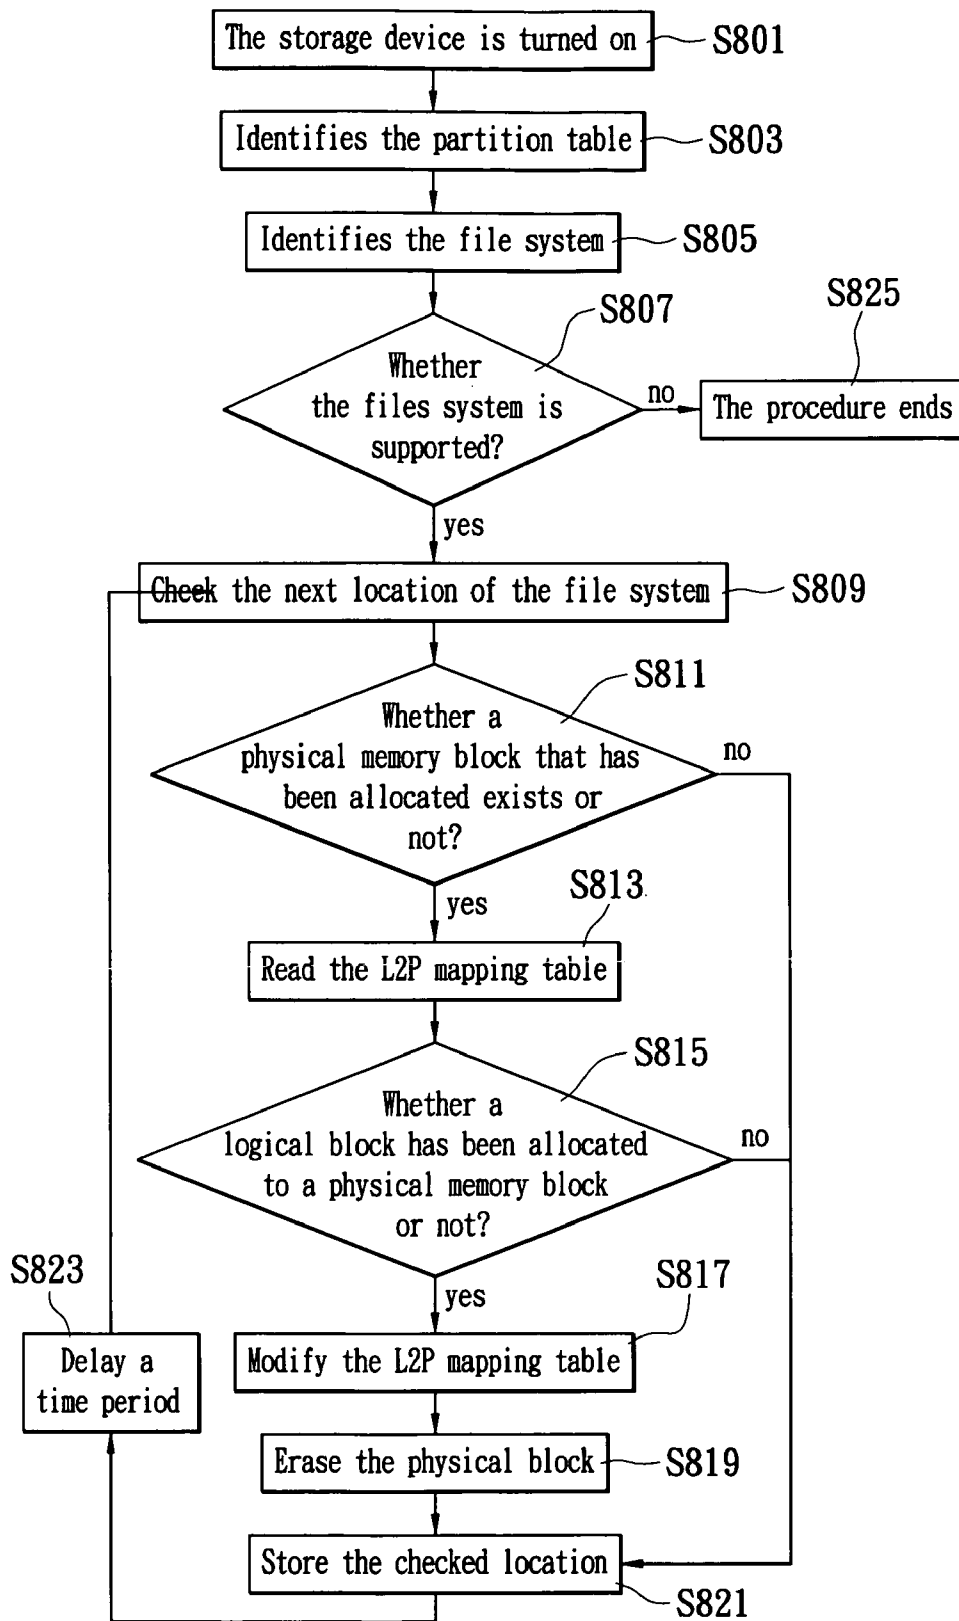 The storage device is turned on
S801
Identifies the partition table
S803
Identifies the file system
S805
S807
S825
Whether
the files system is
supported?
no
The procedure ends
yes
Check the next location of the file system
S809
S811
Whether a
physical memory block that has
been allocated exists or
not?
no
yes
S813
Read the L2P mapping table
S815
Whether a
logical block has been allocated
to a physical memory block
or not?
no
yes
S823
S817
Delay a
time period
Modify the L2P mapping table
Erase the physical block
S819
Store the checked location
S821